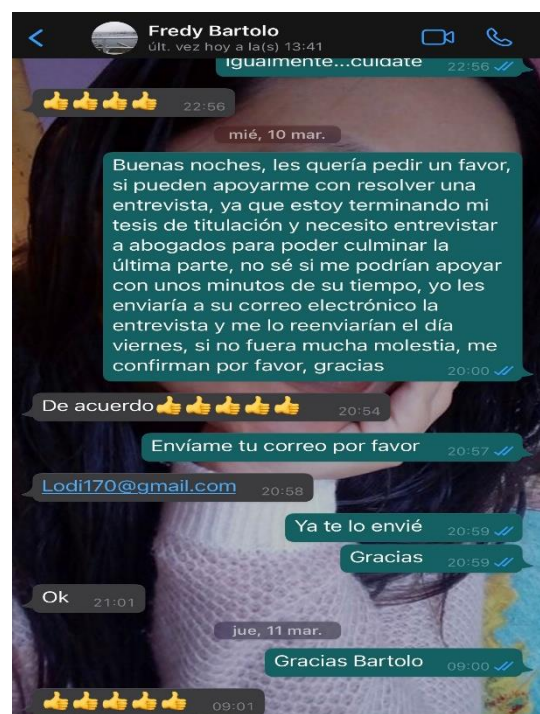 Fredy Bartolo
últ. vez hoy a la(s) 13:41
Igualmente...cuídate 22:56
👍👍👍👍 22:56
mié, 10 mar.
Buenas noches, les quería pedir un favor,
si pueden apoyarme con resolver una
entrevista, ya que estoy terminando mi
tesis de titulación y necesito entrevistar
a abogados para poder culminar la
última parte, no sé si me podrían apoyar
con unos minutos de su tiempo, yo les
enviaría a su correo electrónico la
entrevista y me lo reenviarían el día
viernes, si no fuera mucha molestia, me
confirman por favor, gracias 20:00
De acuerdo👍👍👍👍👍 20:54
Envíame tu correo por favor 20:57
Lodi170@gmail.com 20:58
Ya te lo envié 20:59
Gracias 20:59
Ok 21:01
jue, 11 mar.
Gracias Bartolo 09:00
👍👍👍👍👍 09:01